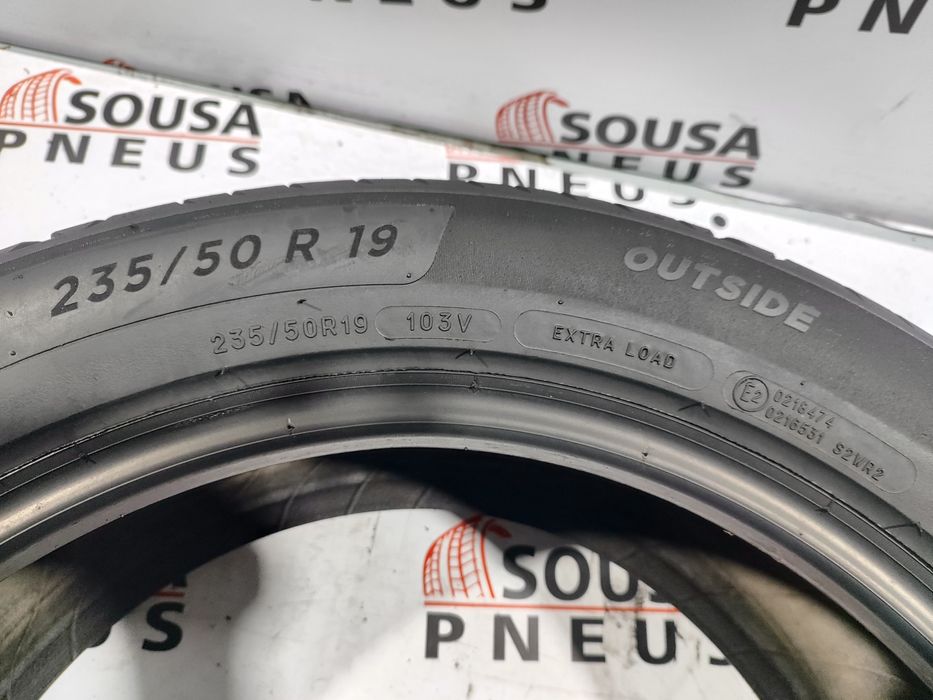 PNEUS
PN
SOUSA
PNEUS
SOUSA
PNEUS.
235/50 R 19
OUTSIDE
235/50R19 103V EXTRA LOAD
E2 0216474
0216531 S2WR2
SOUSA
PNEUS